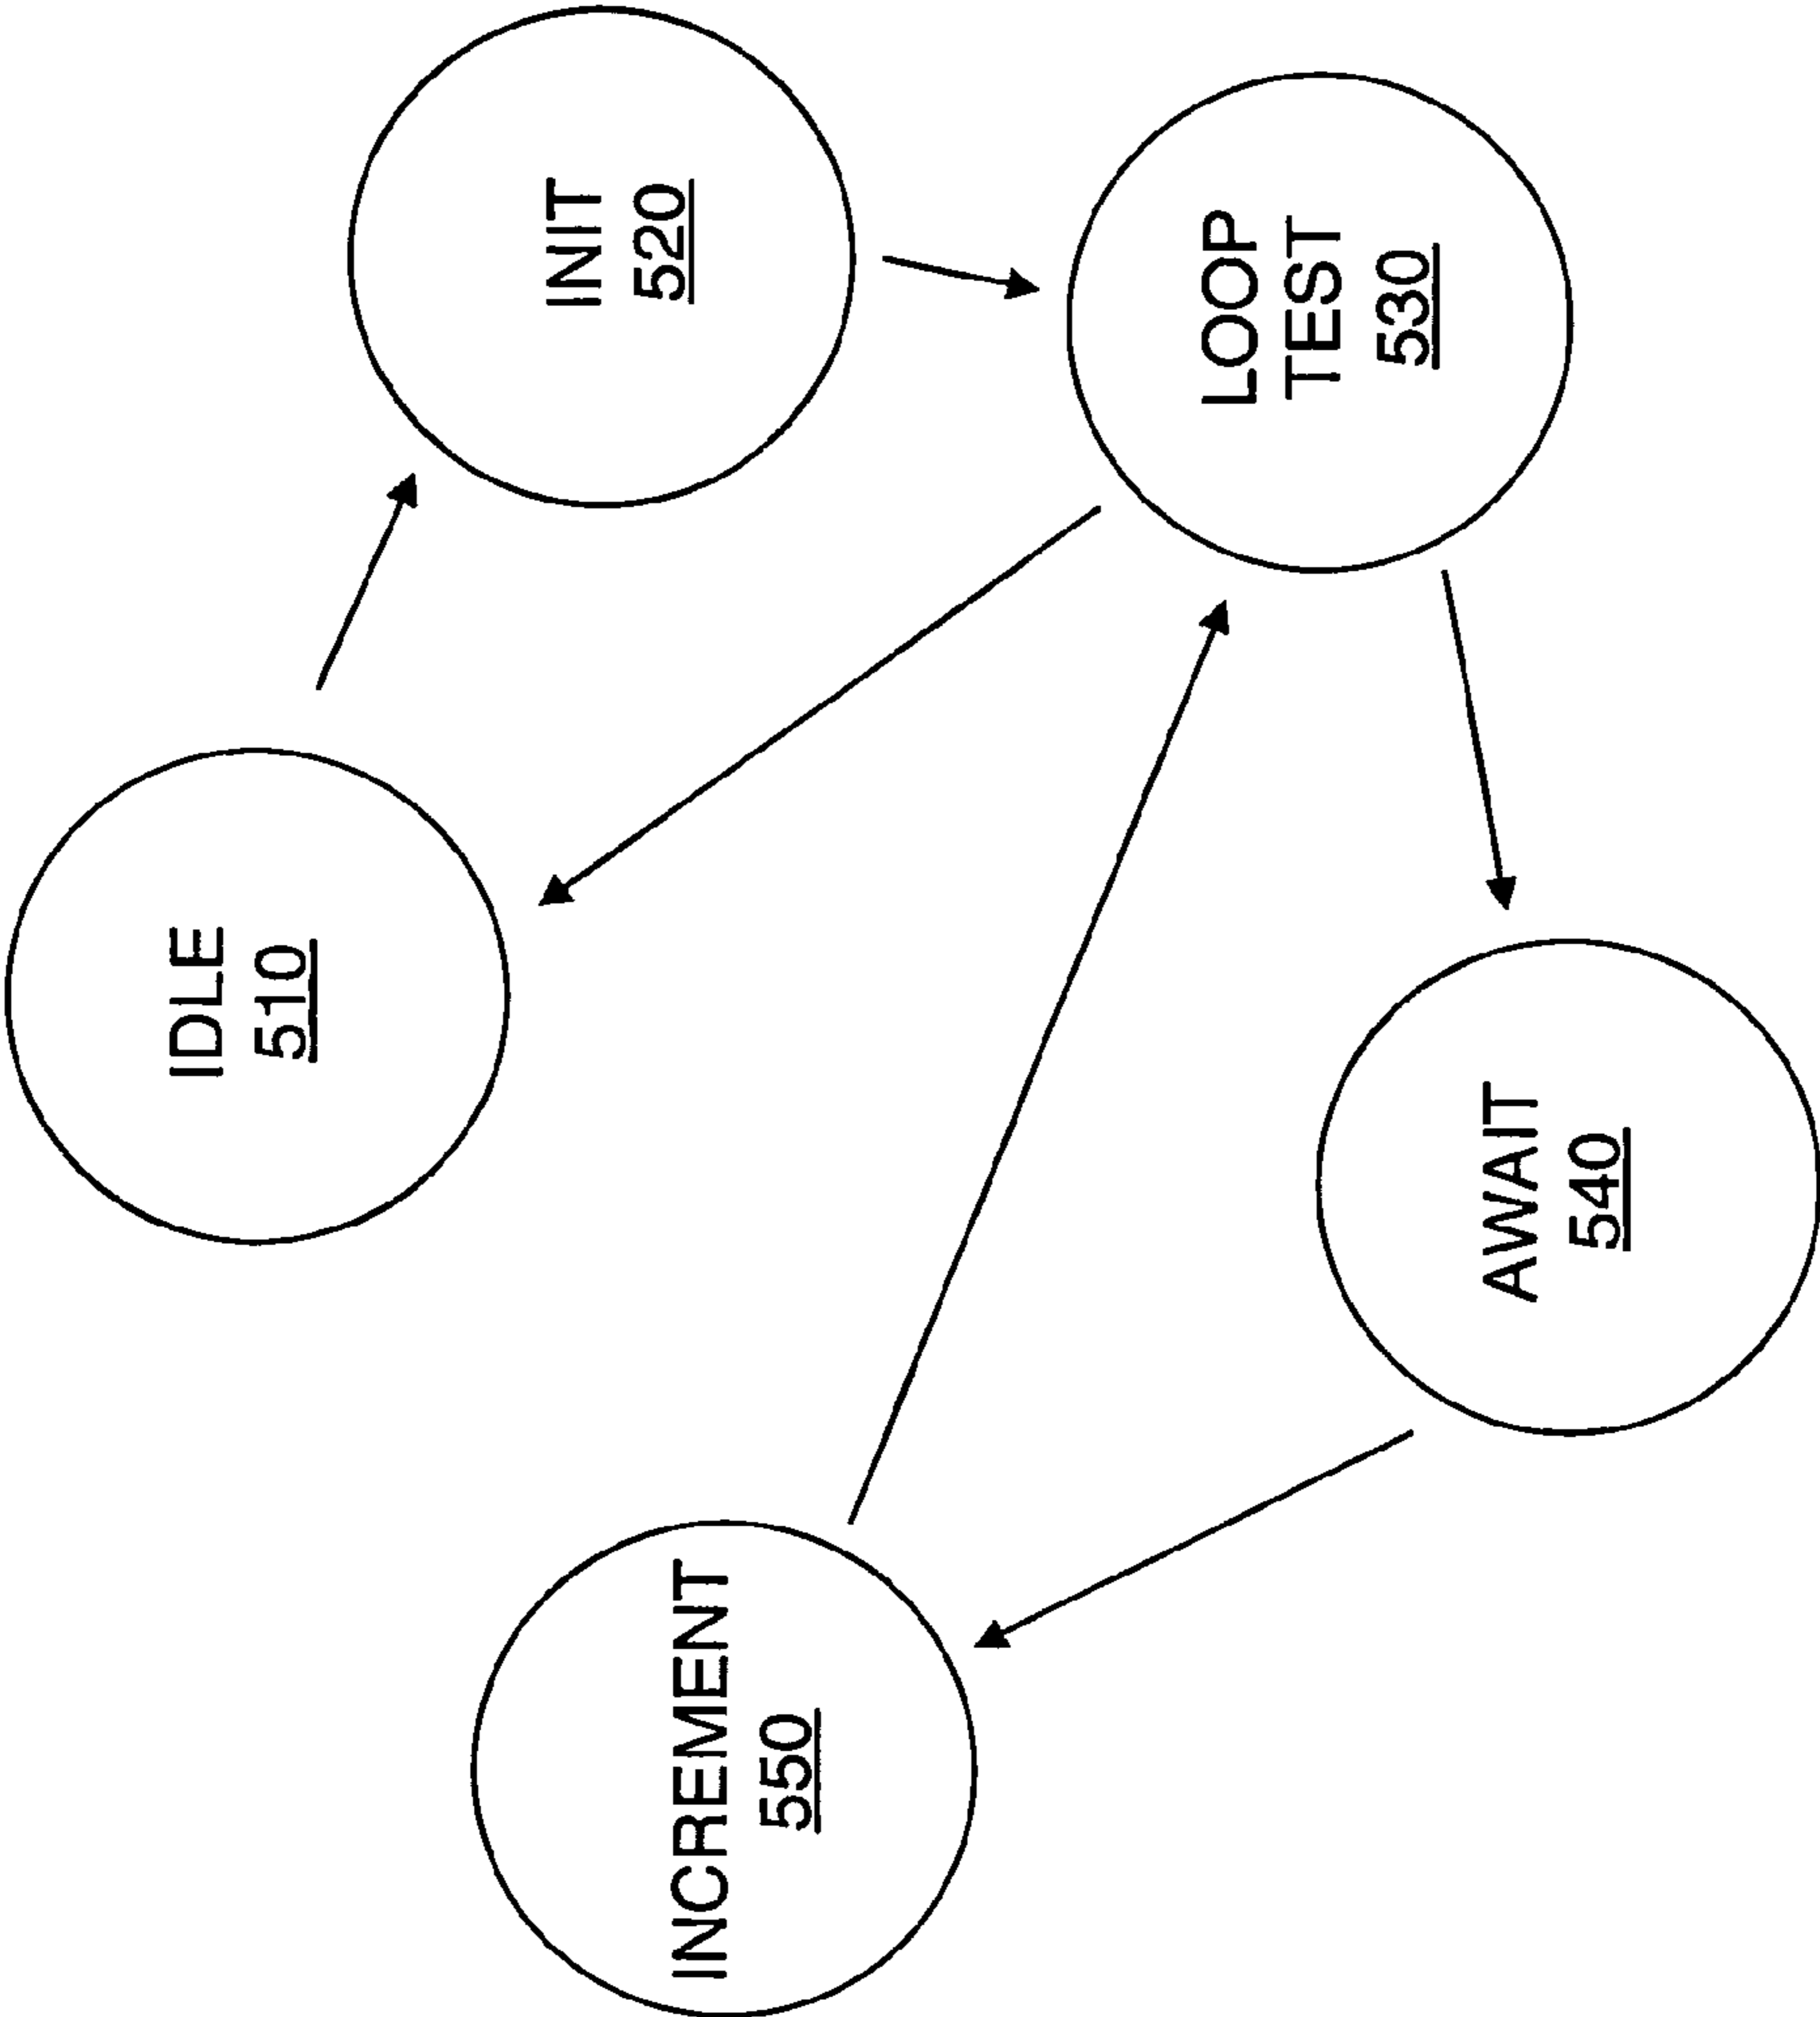 IDLE
510
INIT
520
LOOP
TEST
530
AWAIT
540
INCREMENT
550